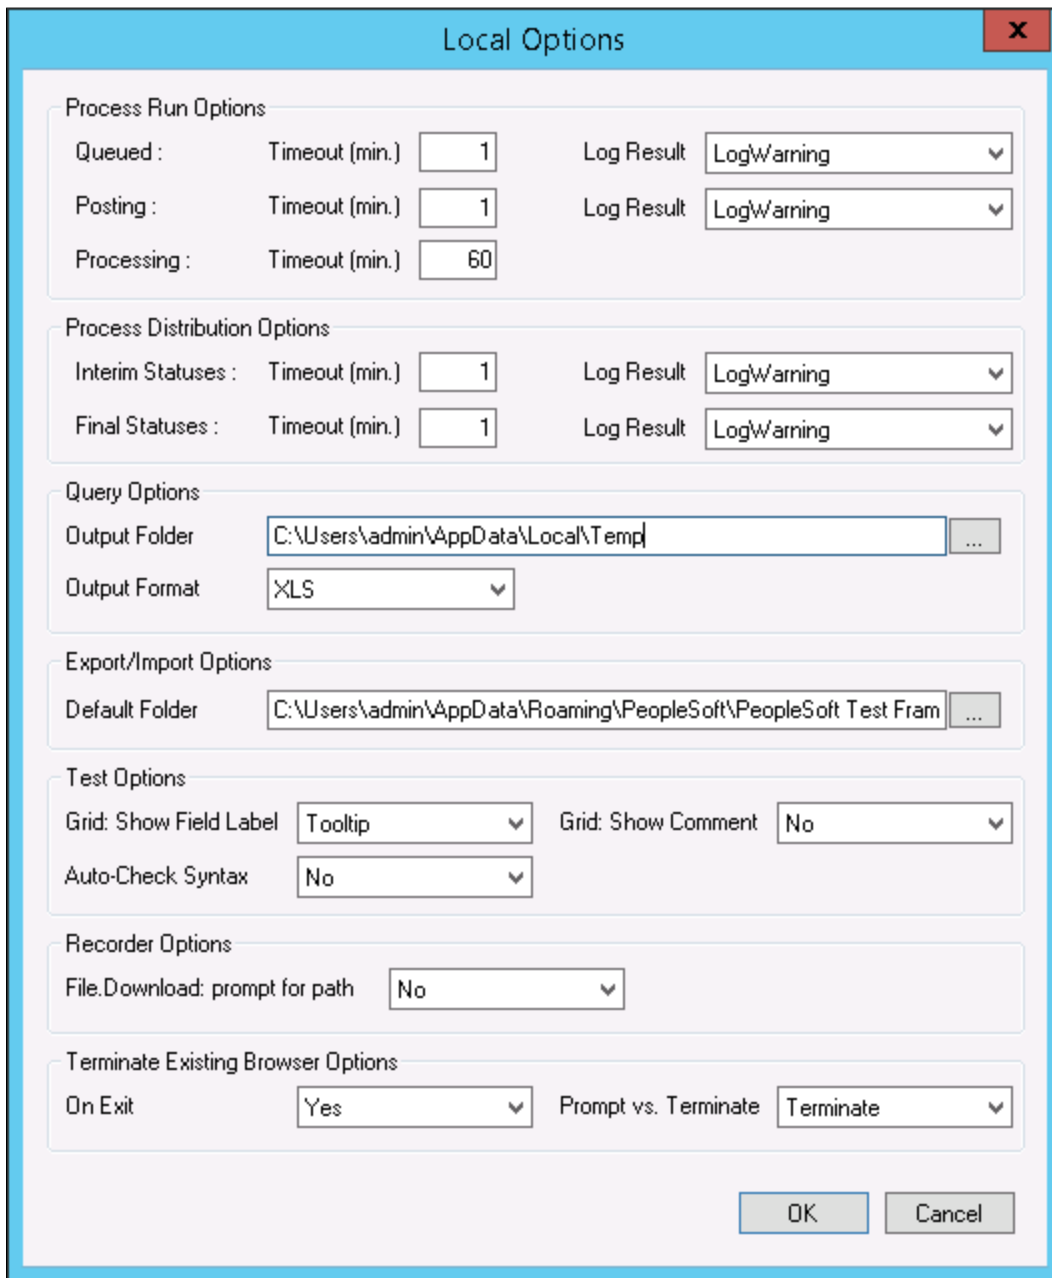 Local Options
x
Process Run Options
Queued : Timeout (min.) 1 Log Result LogWarning
Posting : Timeout (min.) 1 Log Result LogWarning
Processing : Timeout (min.) 60
Process Distribution Options
Interim Statuses : Timeout (min.) 1 Log Result LogWarning
Final Statuses : Timeout (min.) 1 Log Result LogWarning
Query Options
Output Folder C:\Users\admin\AppData\Local\Temp ...
Output Format XLS
Export/Import Options
Default Folder C:\Users\admin\AppData\Roaming\PeopleSoft\PeopleSoft Test Fram ...
Test Options
Grid: Show Field Label Tooltip Grid: Show Comment No
Auto-Check Syntax No
Recorder Options
File.Download: prompt for path No
Terminate Existing Browser Options
On Exit Yes Prompt vs. Terminate Terminate
OK Cancel